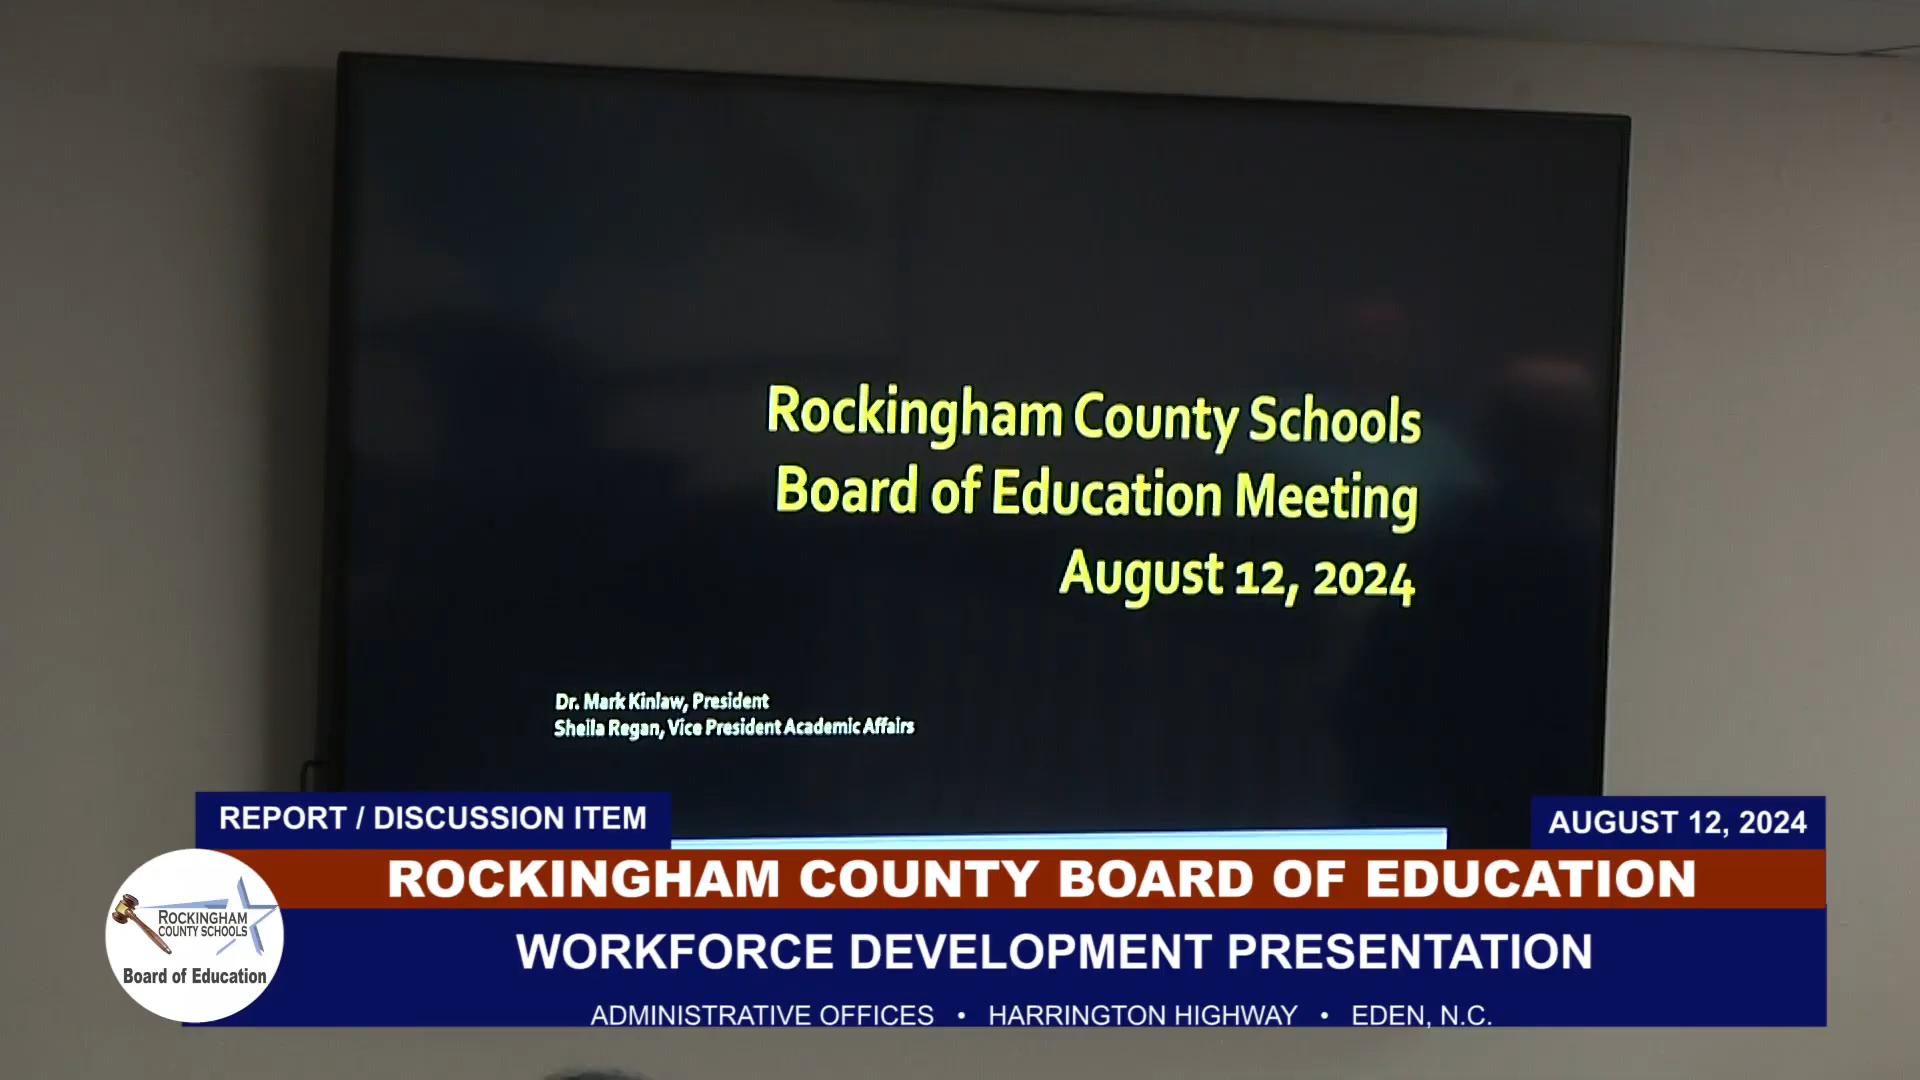 Rockingham County Schools
Board of Education Meeting
August 12, 2024
Dr. Mark Kinlaw, President
Sheila Regan, Vice President Academic Affairs
REPORT / DISCUSSION ITEM
AUGUST 12, 2024
ROCKINGHAM COUNTY BOARD OF EDUCATION
ROCKINGHAM
COUNTY SCHOOLS
Board of Education
WORKFORCE DEVELOPMENT PRESENTATION
ADMINISTRATIVE OFFICES • HARRINGTON HIGHWAY • EDEN, N.C.